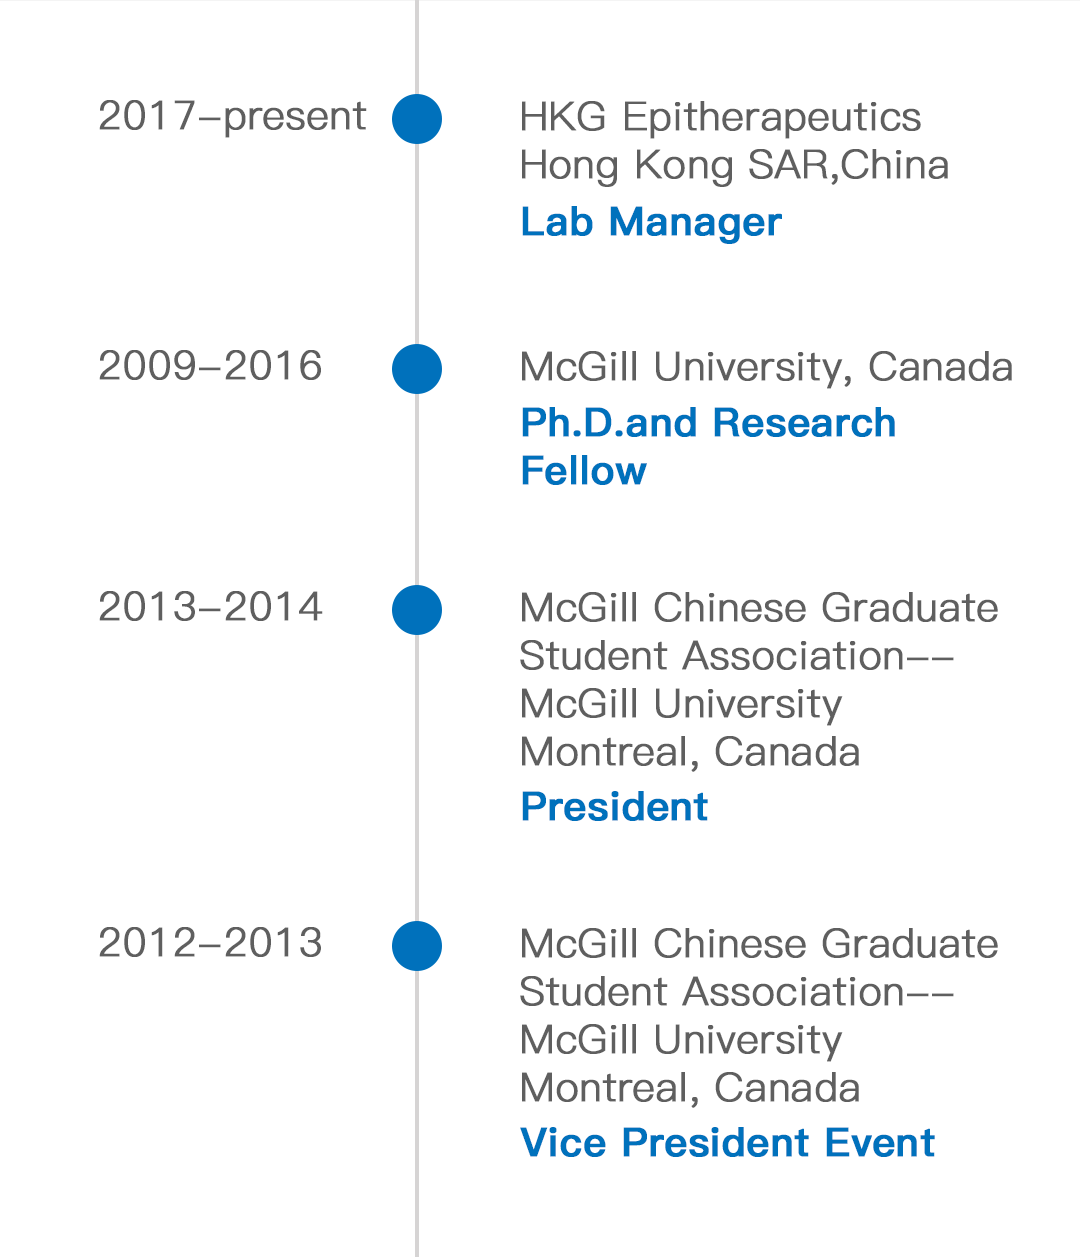 2017-present
HKG Epitherapeutics
Hong Kong SAR,China
Lab Manager
2009-2016
McGill University, Canada
Ph.D.and Research
Fellow
2013-2014
McGill Chinese Graduate
Student Association--
McGill University
Montreal, Canada
President
2012-2013
McGill Chinese Graduate
Student Association--
McGill University
Montreal, Canada
Vice President Event